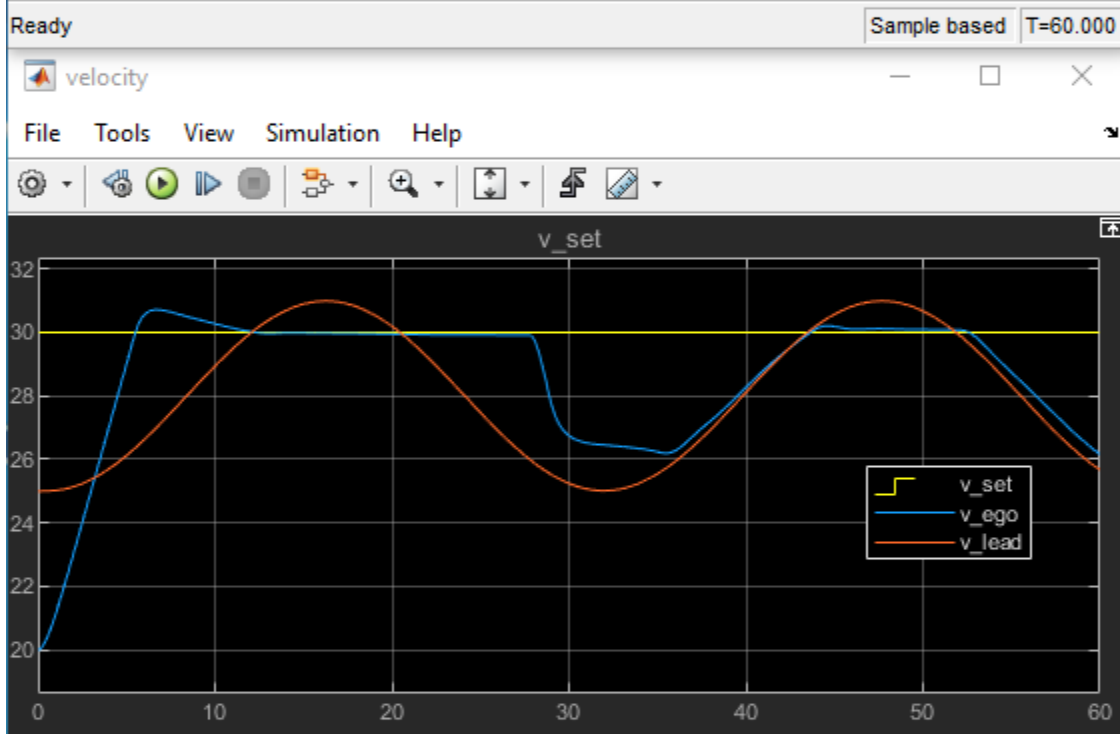 Ready Sample based T=60.000
velocity
File Tools View Simulation Help
v_set
32
30
28
26
24
22
20
v_set
v_ego
v_lead
0 10 20 30 40 50 60